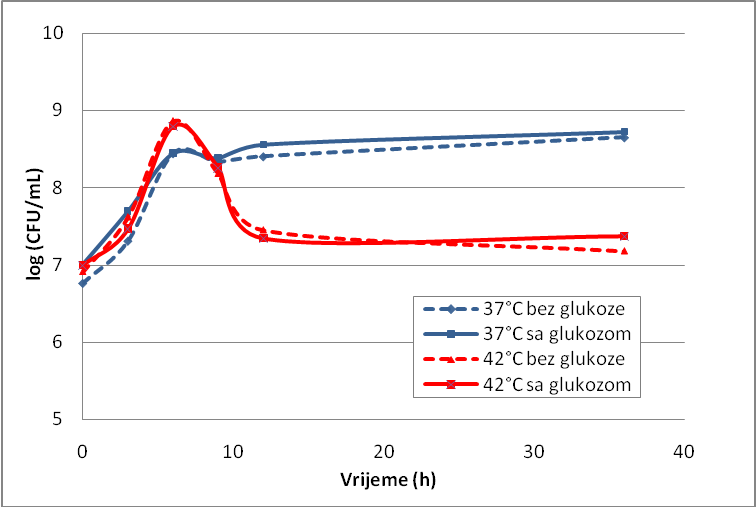 10
9
8
7
6
5
log (CFU/mL)
37°C bez glukoze
37°C sa glukozom
42°C bez glukoze
42°C sa glukozom
0 10 20 30 40
Vrijeme (h)